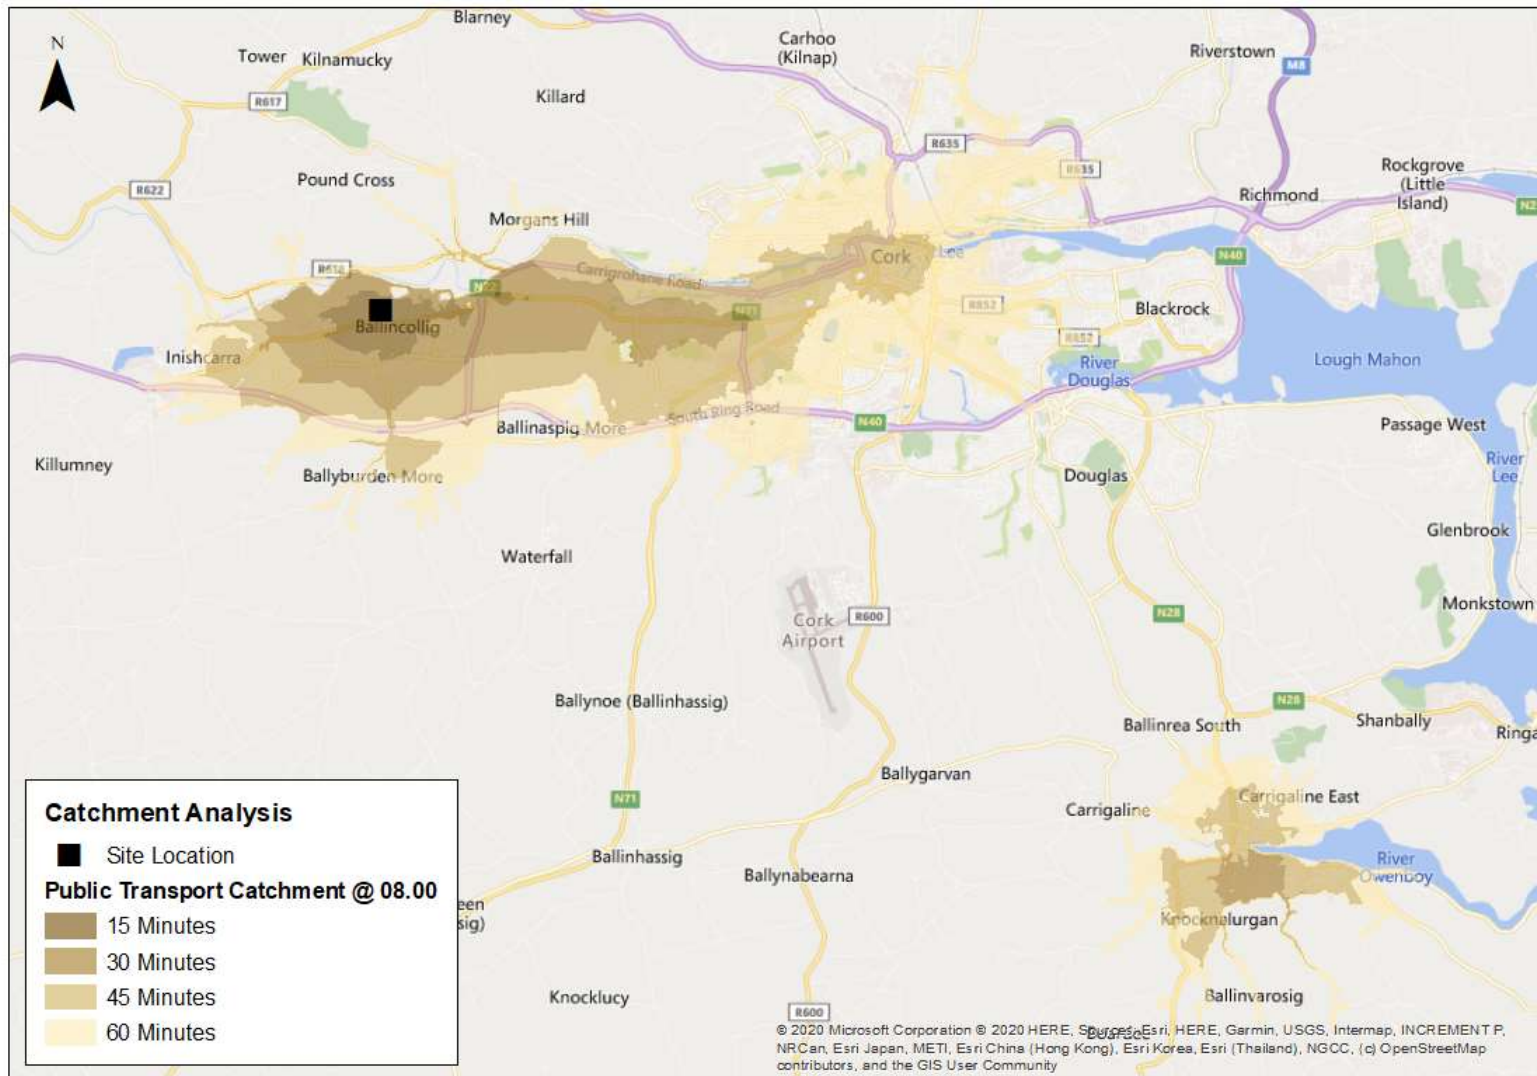 Blarney
N
Tower
Kilnamucky
Carhoo
(Kilnap)
Riverstown
M8
R617
Killard
R635
R635
Pound Cross
R622
Richmond
Rockgrove
(Little
Island)
Morgans Hill
R618
Cork
Lee
N40
Carrigrohane Road
N22
N71
R852
Blackrock
Ballincollig
R852
Inishcarra
River
Douglas
Lough Mahon
South Ring Road
N40
Ballinaspig More
Passage West
Killumney
Ballyburden More
Douglas
River
Lee
Glenbrook
Waterfall
Monkstown
Cork
Airport
R600
N28
Ballynoe (Ballinhassig)
N28
Ballinrea South
Shanbally
Ballygarvan
Carrigaline
Carrigaline East
N71
Ballinhassig
Ballynabearna
River
Owenboy
Knocknalurgan
Knocklucy
Ballinvarosig
R600
Catchment Analysis
Site Location
Public Transport Catchment @ 08.00
15 Minutes
30 Minutes
45 Minutes
60 Minutes
© 2020 Microsoft Corporation © 2020 HERE, Sources: Esri, HERE, Garmin, USGS, Intermap, INCREMENT P,
NRCan, Esri Japan, METI, Esri China (Hong Kong), Esri Korea, Esri (Thailand), NGCC, (c) OpenStreetMap
contributors, and the GIS User Community